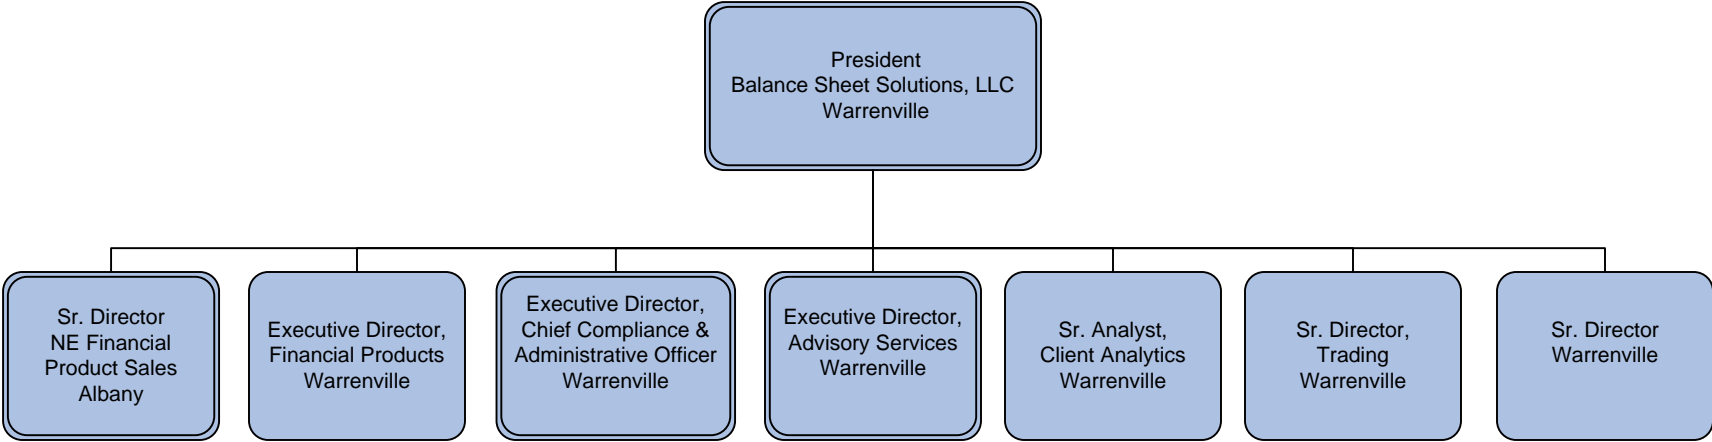 President
Balance Sheet Solutions, LLC
Warrenville
Sr. Director
NE Financial
Product Sales
Albany
Executive Director,
Financial Products
Warrenville
Executive Director,
Chief Compliance &
Administrative Officer
Warrenville
Executive Director,
Advisory Services
Warrenville
Sr. Analyst,
Client Analytics
Warrenville
Sr. Director,
Trading
Warrenville
Sr. Director
Warrenville